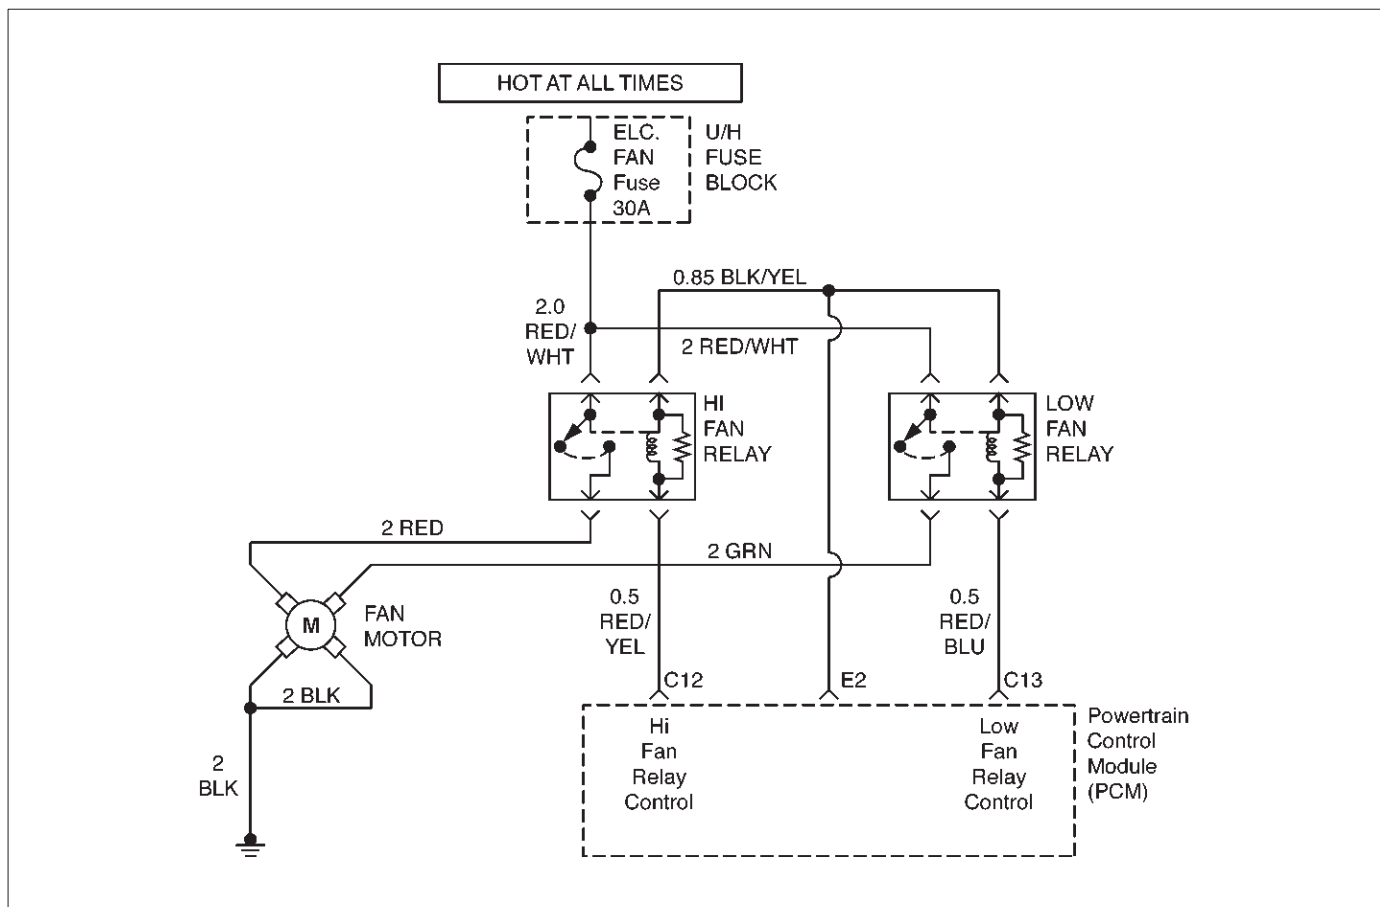 HOT AT ALL TIMES
ELC.
FAN
Fuse
30A
U/H
FUSE
BLOCK
0.85 BLK/YEL
2.0
RED/
WHT
2 RED/WHT
HI
FAN
RELAY
LOW
FAN
RELAY
2 RED
2 GRN
M
FAN
MOTOR
0.5
RED/
YEL
0.5
RED/
BLU
2 BLK
C12
E2
C13
2
BLK
Hi
Fan
Relay
Control
Low
Fan
Relay
Control
Powertrain
Control
Module
(PCM)